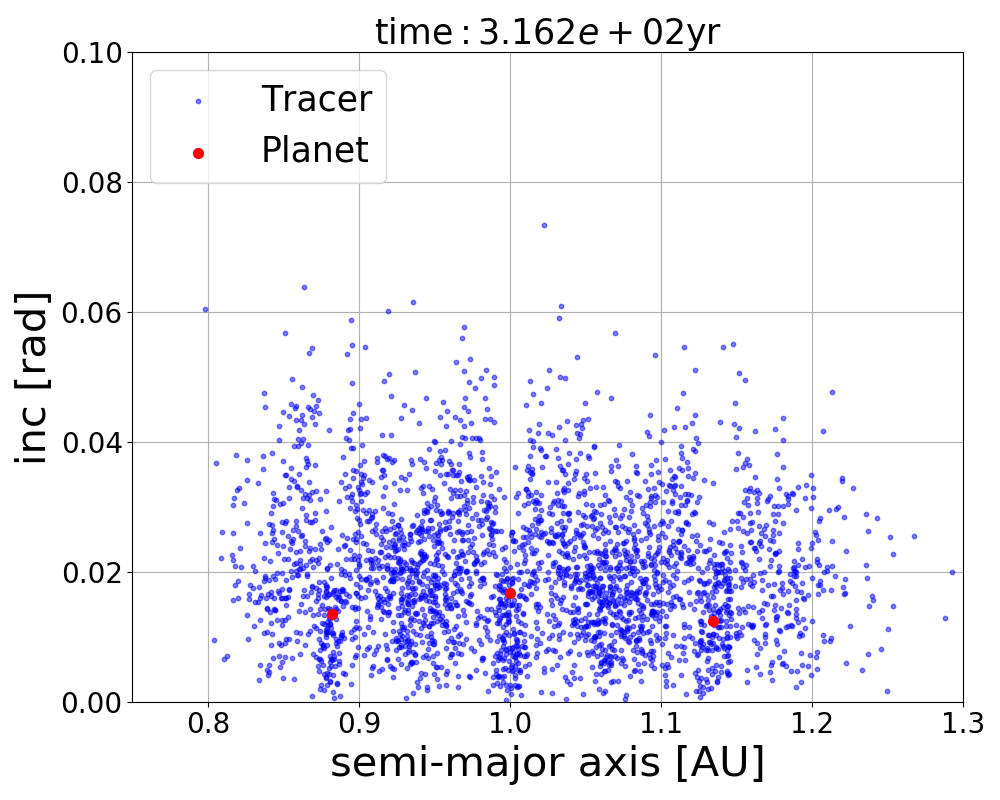 time : 3.162e + 02yr
0.10
0.08
0.06
0.04
0.02
0.00
inc [rad]
Tracer
Planet
0.8 0.9 1.0 1.1 1.2 1.3
semi-major axis [AU]